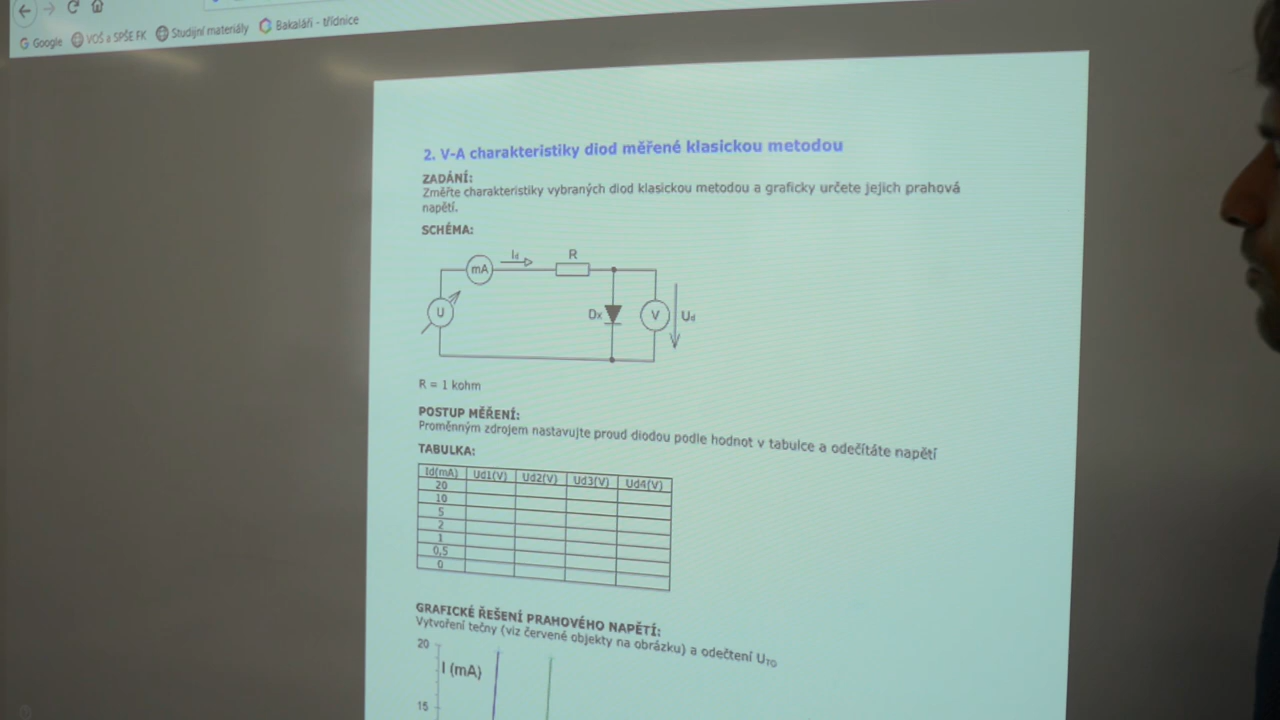 Google VOŠ a SPŠE FK Studijní materiály Bakaláři - třídnice
2. V-A charakteristiky diod měřené klasickou metodou
ZADÁNÍ:
Změřte charakteristiky vybraných diod klasickou metodou a graficky určete jejich prahová
napětí.
SCHÉMA:
Id R
mA
U Dx V Ud
R = 1 kohm
POSTUP MĚŘENÍ:
Proměnným zdrojem nastavujte proud diodou podle hodnot v tabulce a odečítáte napětí
TABULKA:
Id(mA) Ud1(V) Ud2(V) Ud3(V) Ud4(V)
20
10
5
2
1
0,5
0
GRAFICKÉ ŘEŠENÍ PRAHOVÉHO NAPĚTÍ:
Vytvoření tečny (viz červené objekty na obrázku) a odečtení UTO
20
I (mA)
15